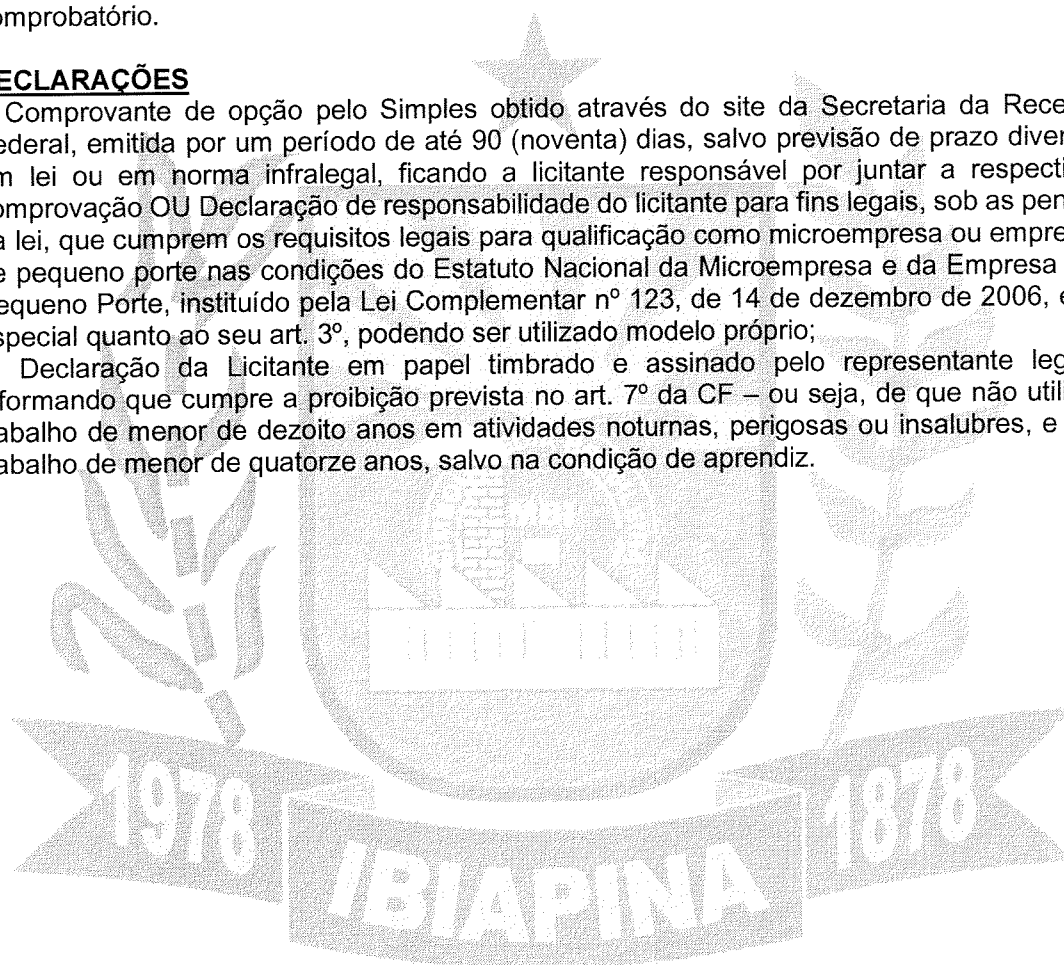 omprobatório.
ECLARAÇÕES
Comprovante de opção pelo Simples obtido através do site da Secretaria da Rece
ederal, emitida por um período de até 90 (noventa) dias, salvo previsão de prazo diver
m lei ou em norma infralegal, ficando a licitante responsável por juntar a respecti
omprovação OU Declaração de responsabilidade do licitante para fins legais, sob as pen
a lei, que cumprem os requisitos legais para qualificação como microempresa ou empre
e pequeno porte nas condições do Estatuto Nacional da Microempresa e da Empresa
equeno Porte, instituído pela Lei Complementar nº 123, de 14 de dezembro de 2006, e
special quanto ao seu art. 3º, podendo ser utilizado modelo próprio;
Declaração da Licitante em papel timbrado e assinado pelo representante leg
formando que cumpre a proibição prevista no art. 7º da CF – ou seja, de que não utili
abalho de menor de dezoito anos em atividades noturnas, perigosas ou insalubres, e
abalho de menor de quatorze anos, salvo na condição de aprendiz.
1978
IBIAPINA
1878